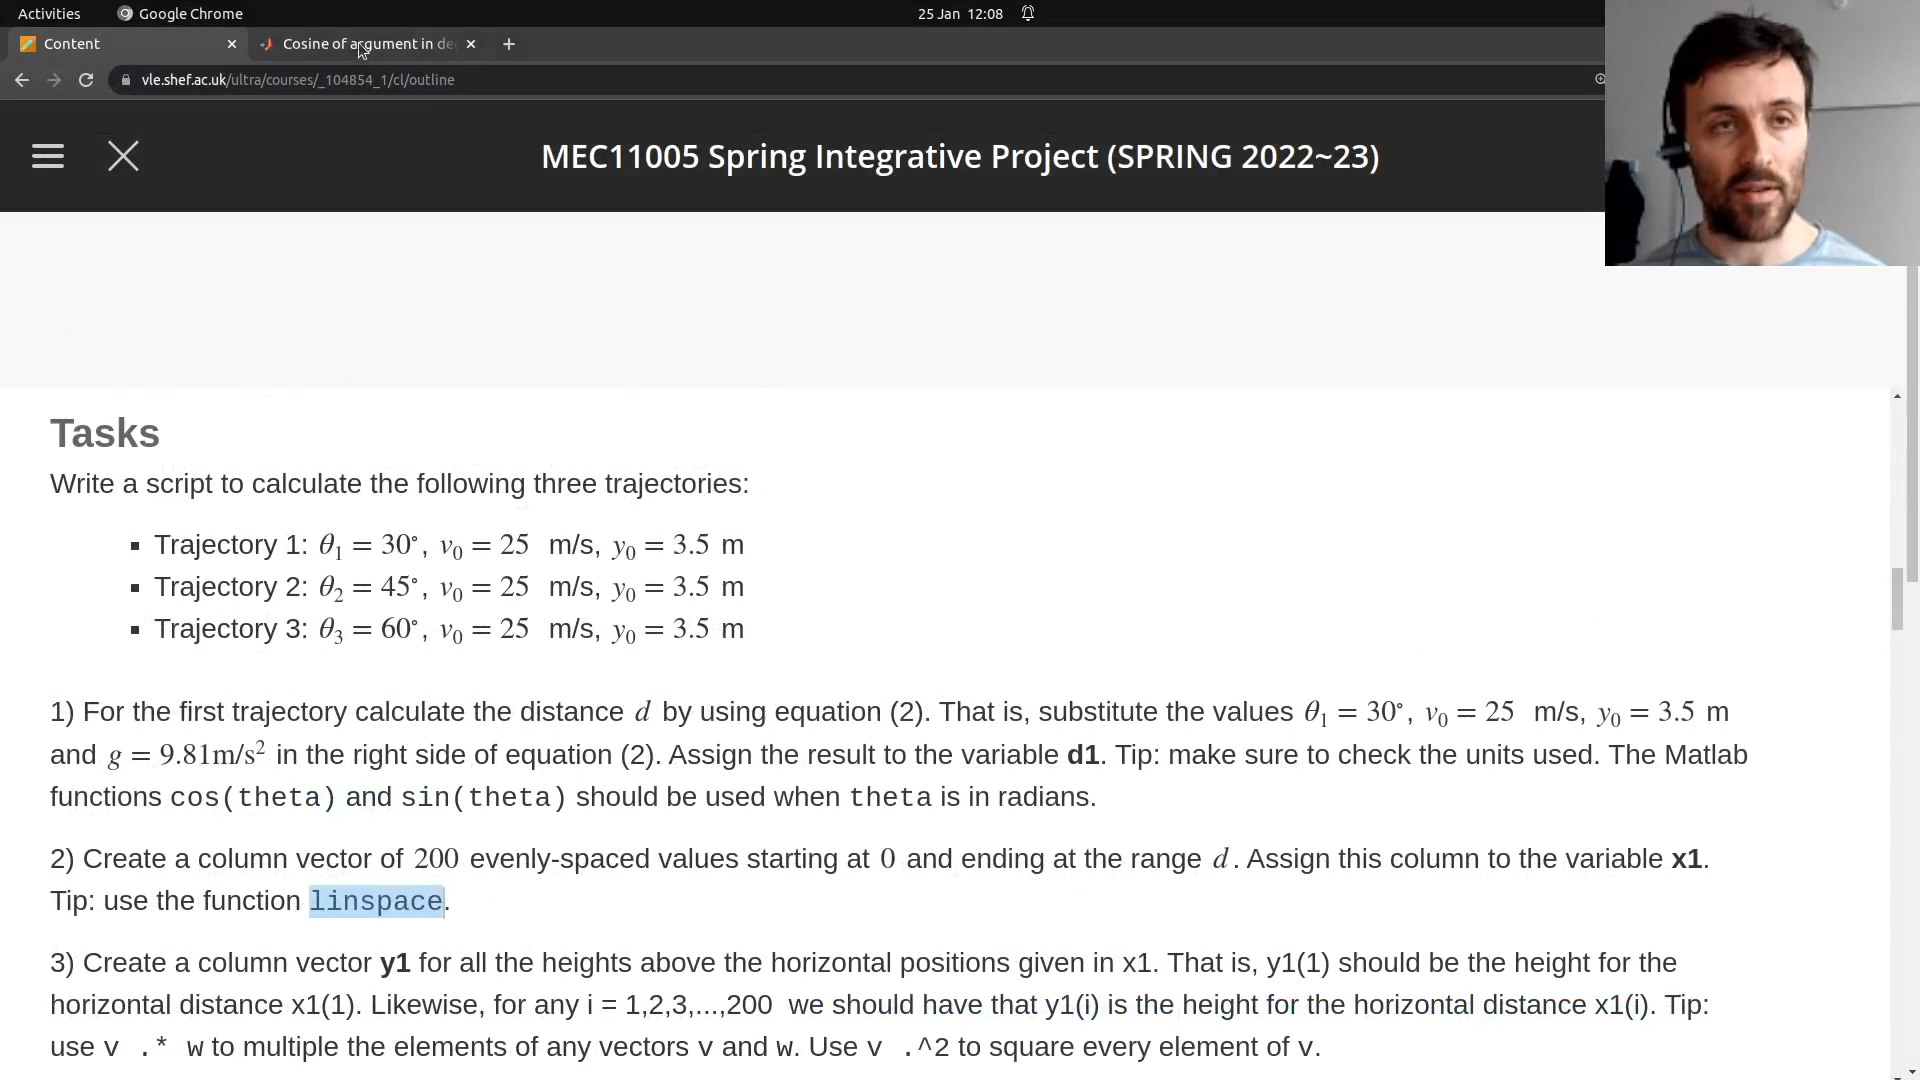 Activities Google Chrome 25 Jan 12:08
Content Cosine of argument in de
vle.shef.ac.uk/ultra/courses/_104854_1/cl/outline
MEC11005 Spring Integrative Project (SPRING 2022~23)
Tasks
Write a script to calculate the following three trajectories:
▪ Trajectory 1: θ₁ = 30°, v₀ = 25 m/s, y₀ = 3.5 m
▪ Trajectory 2: θ₂ = 45°, v₀ = 25 m/s, y₀ = 3.5 m
▪ Trajectory 3: θ₃ = 60°, v₀ = 25 m/s, y₀ = 3.5 m
1) For the first trajectory calculate the distance d by using equation (2). That is, substitute the values θ₁ = 30°, v₀ = 25 m/s, y₀ = 3.5 m
and g = 9.81m/s² in the right side of equation (2). Assign the result to the variable d1. Tip: make sure to check the units used. The Matlab
functions cos(theta) and sin(theta) should be used when theta is in radians.
2) Create a column vector of 200 evenly-spaced values starting at 0 and ending at the range d. Assign this column to the variable x1.
Tip: use the function linspace.
3) Create a column vector y1 for all the heights above the horizontal positions given in x1. That is, y1(1) should be the height for the
horizontal distance x1(1). Likewise, for any i = 1,2,3,...,200 we should have that y1(i) is the height for the horizontal distance x1(i). Tip:
use v .* w to multiple the elements of any vectors v and w. Use v .^2 to square every element of v.